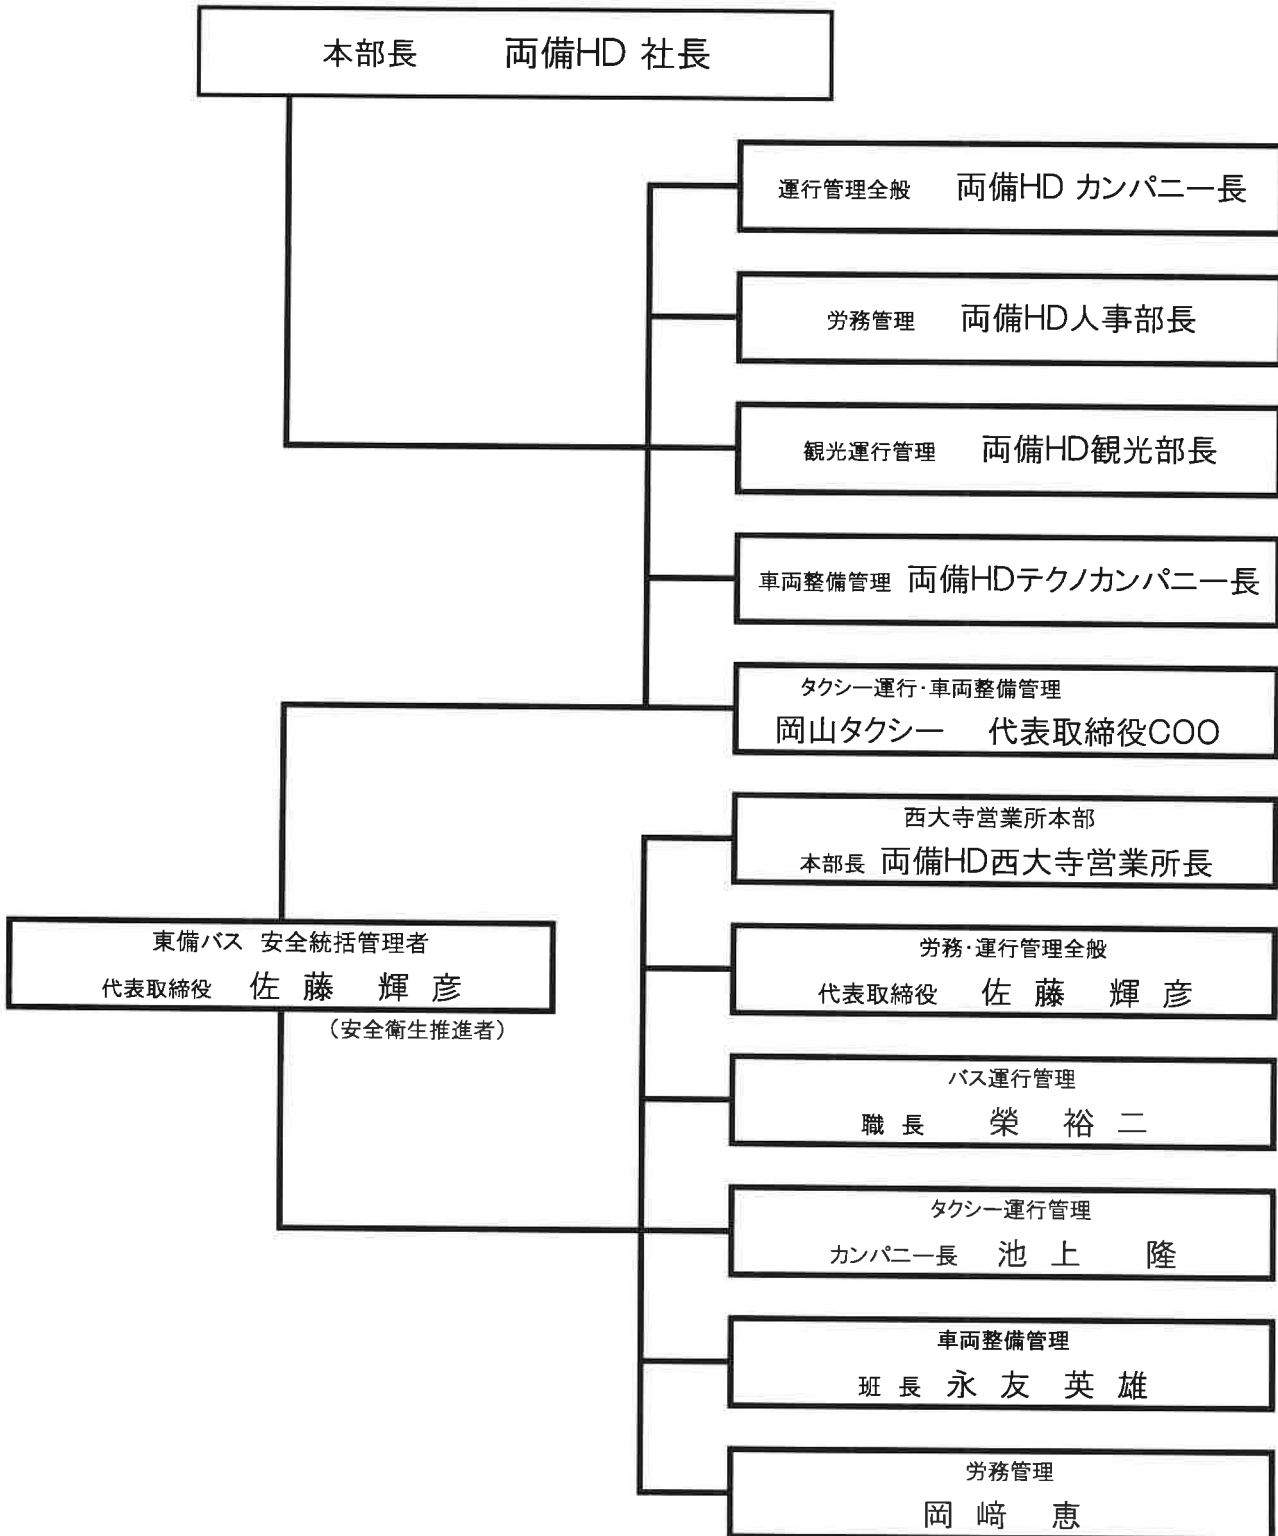 本部長 両備HD 社長
運行管理全般 両備HD カンパニー長
労務管理 両備HD人事部長
観光運行管理 両備HD観光部長
車両整備管理 両備HDテクノカンパニー長
タクシー運行・車両整備管理
岡山タクシー 代表取締役COO
西大寺営業所本部
本部長 両備HD西大寺営業所長
東備バス 安全統括管理者
代表取締役 佐藤 輝彦
(安全衛生推進者)
労務・運行管理全般
代表取締役 佐藤 輝彦
バス運行管理
職長 榮 裕二
タクシー運行管理
カンパニー長 池上 隆
車両整備管理
班長 永友 英雄
労務管理
岡﨑 恵